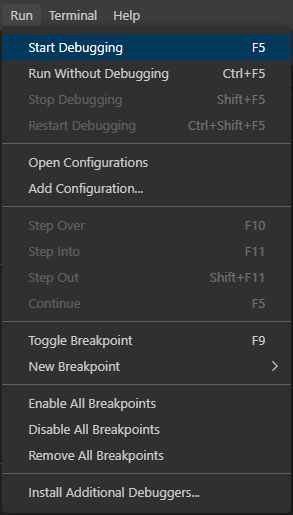 Run Terminal Help
Start Debugging F5
Run Without Debugging Ctrl+F5
Stop Debugging Shift+F5
Restart Debugging Ctrl+Shift+F5
Open Configurations
Add Configuration...
Step Over F10
Step Into F11
Step Out Shift+F11
Continue F5
Toggle Breakpoint F9
New Breakpoint
Enable All Breakpoints
Disable All Breakpoints
Remove All Breakpoints
Install Additional Debuggers...